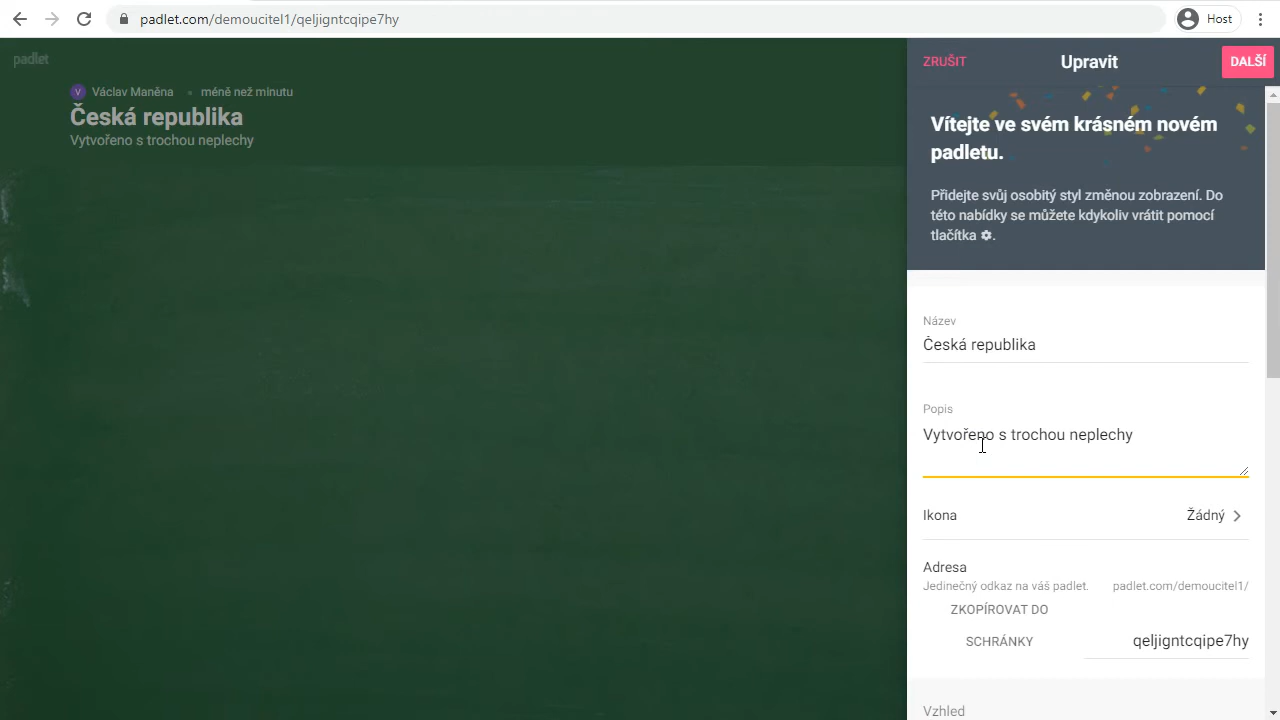 padlet.com/demoucitel1/qeljigntcqipe7hy
Host
padlet
V Václav Maněna • méně než minutu
Česká republika
Vytvořeno s trochou neplechy
ZRUŠIT
Upravit
DALŠÍ
Vítejte ve svém krásném novém
padletu.
Přidejte svůj osobitý styl změnou zobrazení. Do
této nabídky se můžete kdykoliv vrátit pomocí
tlačítka .
Název
Česká republika
Popis
Vytvořeno s trochou neplechy
Ikona
Žádný
Adresa
Jedinečný odkaz na váš padlet.
padlet.com/demoucitel1/
ZKOPÍROVAT DO
SCHRÁNKY
qeljigntcqipe7hy
Vzhled